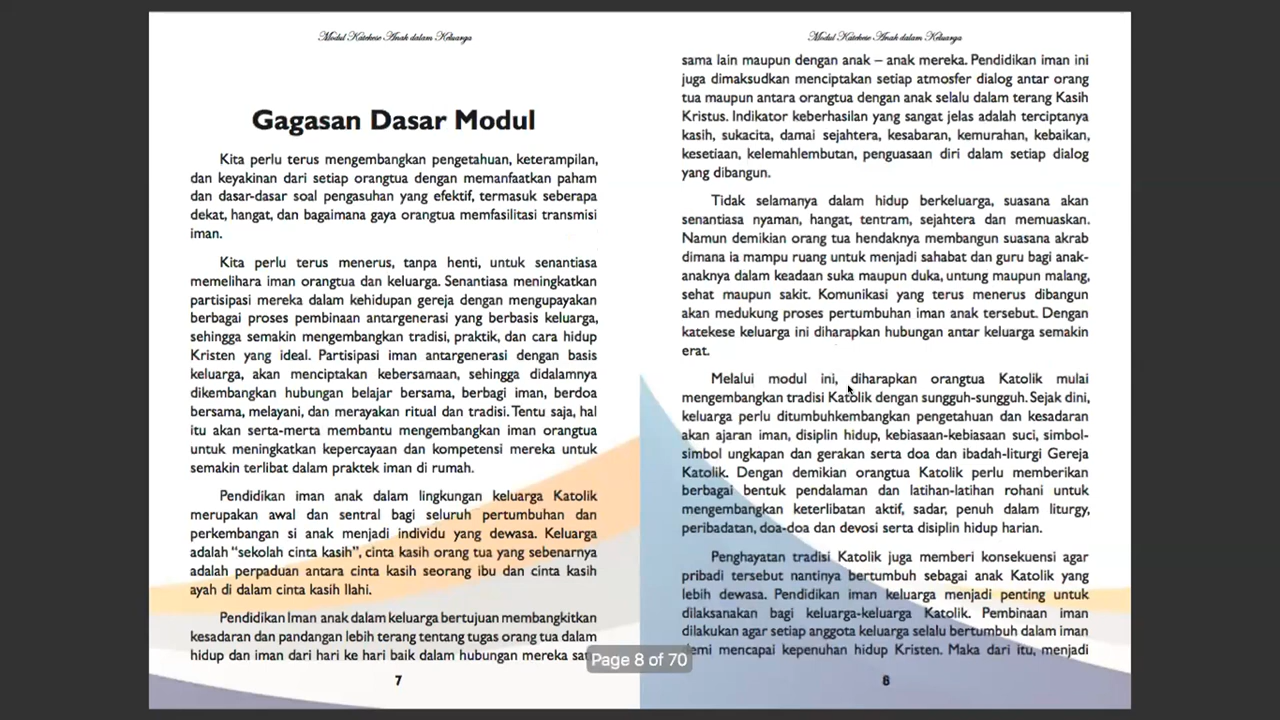 Modul Katekese Anak dalam Keluarga
Gagasan Dasar Modul
Kita perlu terus mengembangkan pengetahuan, keterampilan,
dan keyakinan dari setiap orangtua dengan memanfaatkan paham
dan dasar-dasar soal pengasuhan yang efektif, termasuk seberapa
dekat, hangat, dan bagaimana gaya orangtua memfasilitasi transmisi
iman.
Kita perlu terus menerus, tanpa henti, untuk senantiasa
memelihara iman orangtua dan keluarga. Senantiasa meningkatkan
partisipasi mereka dalam kehidupan gereja dengan mengupayakan
berbagai proses pembinaan antargenerasi yang berbasis keluarga,
sehingga semakin mengembangkan tradisi, praktik, dan cara hidup
Kristen yang ideal. Partisipasi iman antargenerasi dengan basis
keluarga, akan menciptakan kebersamaan, sehingga didalamnya
dikembangkan hubungan belajar bersama, berbagi iman, berdoa
bersama, melayani, dan merayakan ritual dan tradisi. Tentu saja, hal
itu akan serta-merta membantu mengembangkan iman orangtua
untuk meningkatkan kepercayaan dan kompetensi mereka untuk
semakin terlibat dalam praktek iman di rumah.
Pendidikan iman anak dalam lingkungan keluarga Katolik
merupakan awal dan sentral bagi seluruh pertumbuhan dan
perkembangan si anak menjadi individu yang dewasa. Keluarga
adalah “sekolah cinta kasih”, cinta kasih orang tua yang sebenarnya
adalah perpaduan antara cinta kasih seorang ibu dan cinta kasih
ayah di dalam cinta kasih Ilahi.
Pendidikan Iman anak dalam keluarga bertujuan membangkitkan
kesadaran dan pandangan lebih terang tentang tugas orang tua dalam
hidup dan iman dari hari ke hari baik dalam hubungan mereka
7
Modul Katekese Anak dalam Keluarga
sama lain maupun dengan anak – anak mereka. Pendidikan iman ini
juga dimaksudkan menciptakan setiap atmosfer dialog antar orang
tua maupun antara orangtua dengan anak selalu dalam terang Kasih
Kristus. Indikator keberhasilan yang sangat jelas adalah terciptanya
kasih, sukacita, damai sejahtera, kesabaran, kemurahan, kebaikan,
kesetiaan, kelemahlembutan, penguasaan diri dalam setiap dialog
yang dibangun.
Tidak selamanya dalam hidup berkeluarga, suasana akan
senantiasa nyaman, hangat, tentram, sejahtera dan memuaskan.
Namun demikian orang tua hendaknya membangun suasana akrab
dimana ia mampu ruang untuk menjadi sahabat dan guru bagi anak-
anaknya dalam keadaan suka maupun duka, untung maupun malang,
sehat maupun sakit. Komunikasi yang terus menerus dibangun
akan medukung proses pertumbuhan iman anak tersebut. Dengan
katekese keluarga ini diharapkan hubungan antar keluarga semakin
erat.
Melalui modul ini, diharapkan orangtua Katolik mulai
mengembangkan tradisi Katolik dengan sungguh-sungguh. Sejak dini,
keluarga perlu ditumbuhkembangkan pengetahuan dan kesadaran
akan ajaran iman, disiplin hidup, kebiasaan-kebiasaan suci, simbol-
simbol ungkapan dan gerakan serta doa dan ibadah-liturgi Gereja
Katolik. Dengan demikian orangtua Katolik perlu memberikan
berbagai bentuk pendalaman dan latihan-latihan rohani untuk
mengembangkan keterlibatan aktif, sadar, penuh dalam liturgy,
peribadatan, doa-doa dan devosi serta disiplin hidup harian.
Penghayatan tradisi Katolik juga memberi konsekuensi agar
pribadi tersebut nantinya bertumbuh sebagai anak Katolik yang
lebih dewasa. Pendidikan iman keluarga menjadi penting untuk
dilaksanakan bagi keluarga-keluarga Katolik. Pembinaan iman
dilakukan agar setiap anggota keluarga selalu bertumbuh dalam iman
demi mencapai kepenuhan hidup Kristen. Maka dari itu, menjadi
8
Page 8 of 70